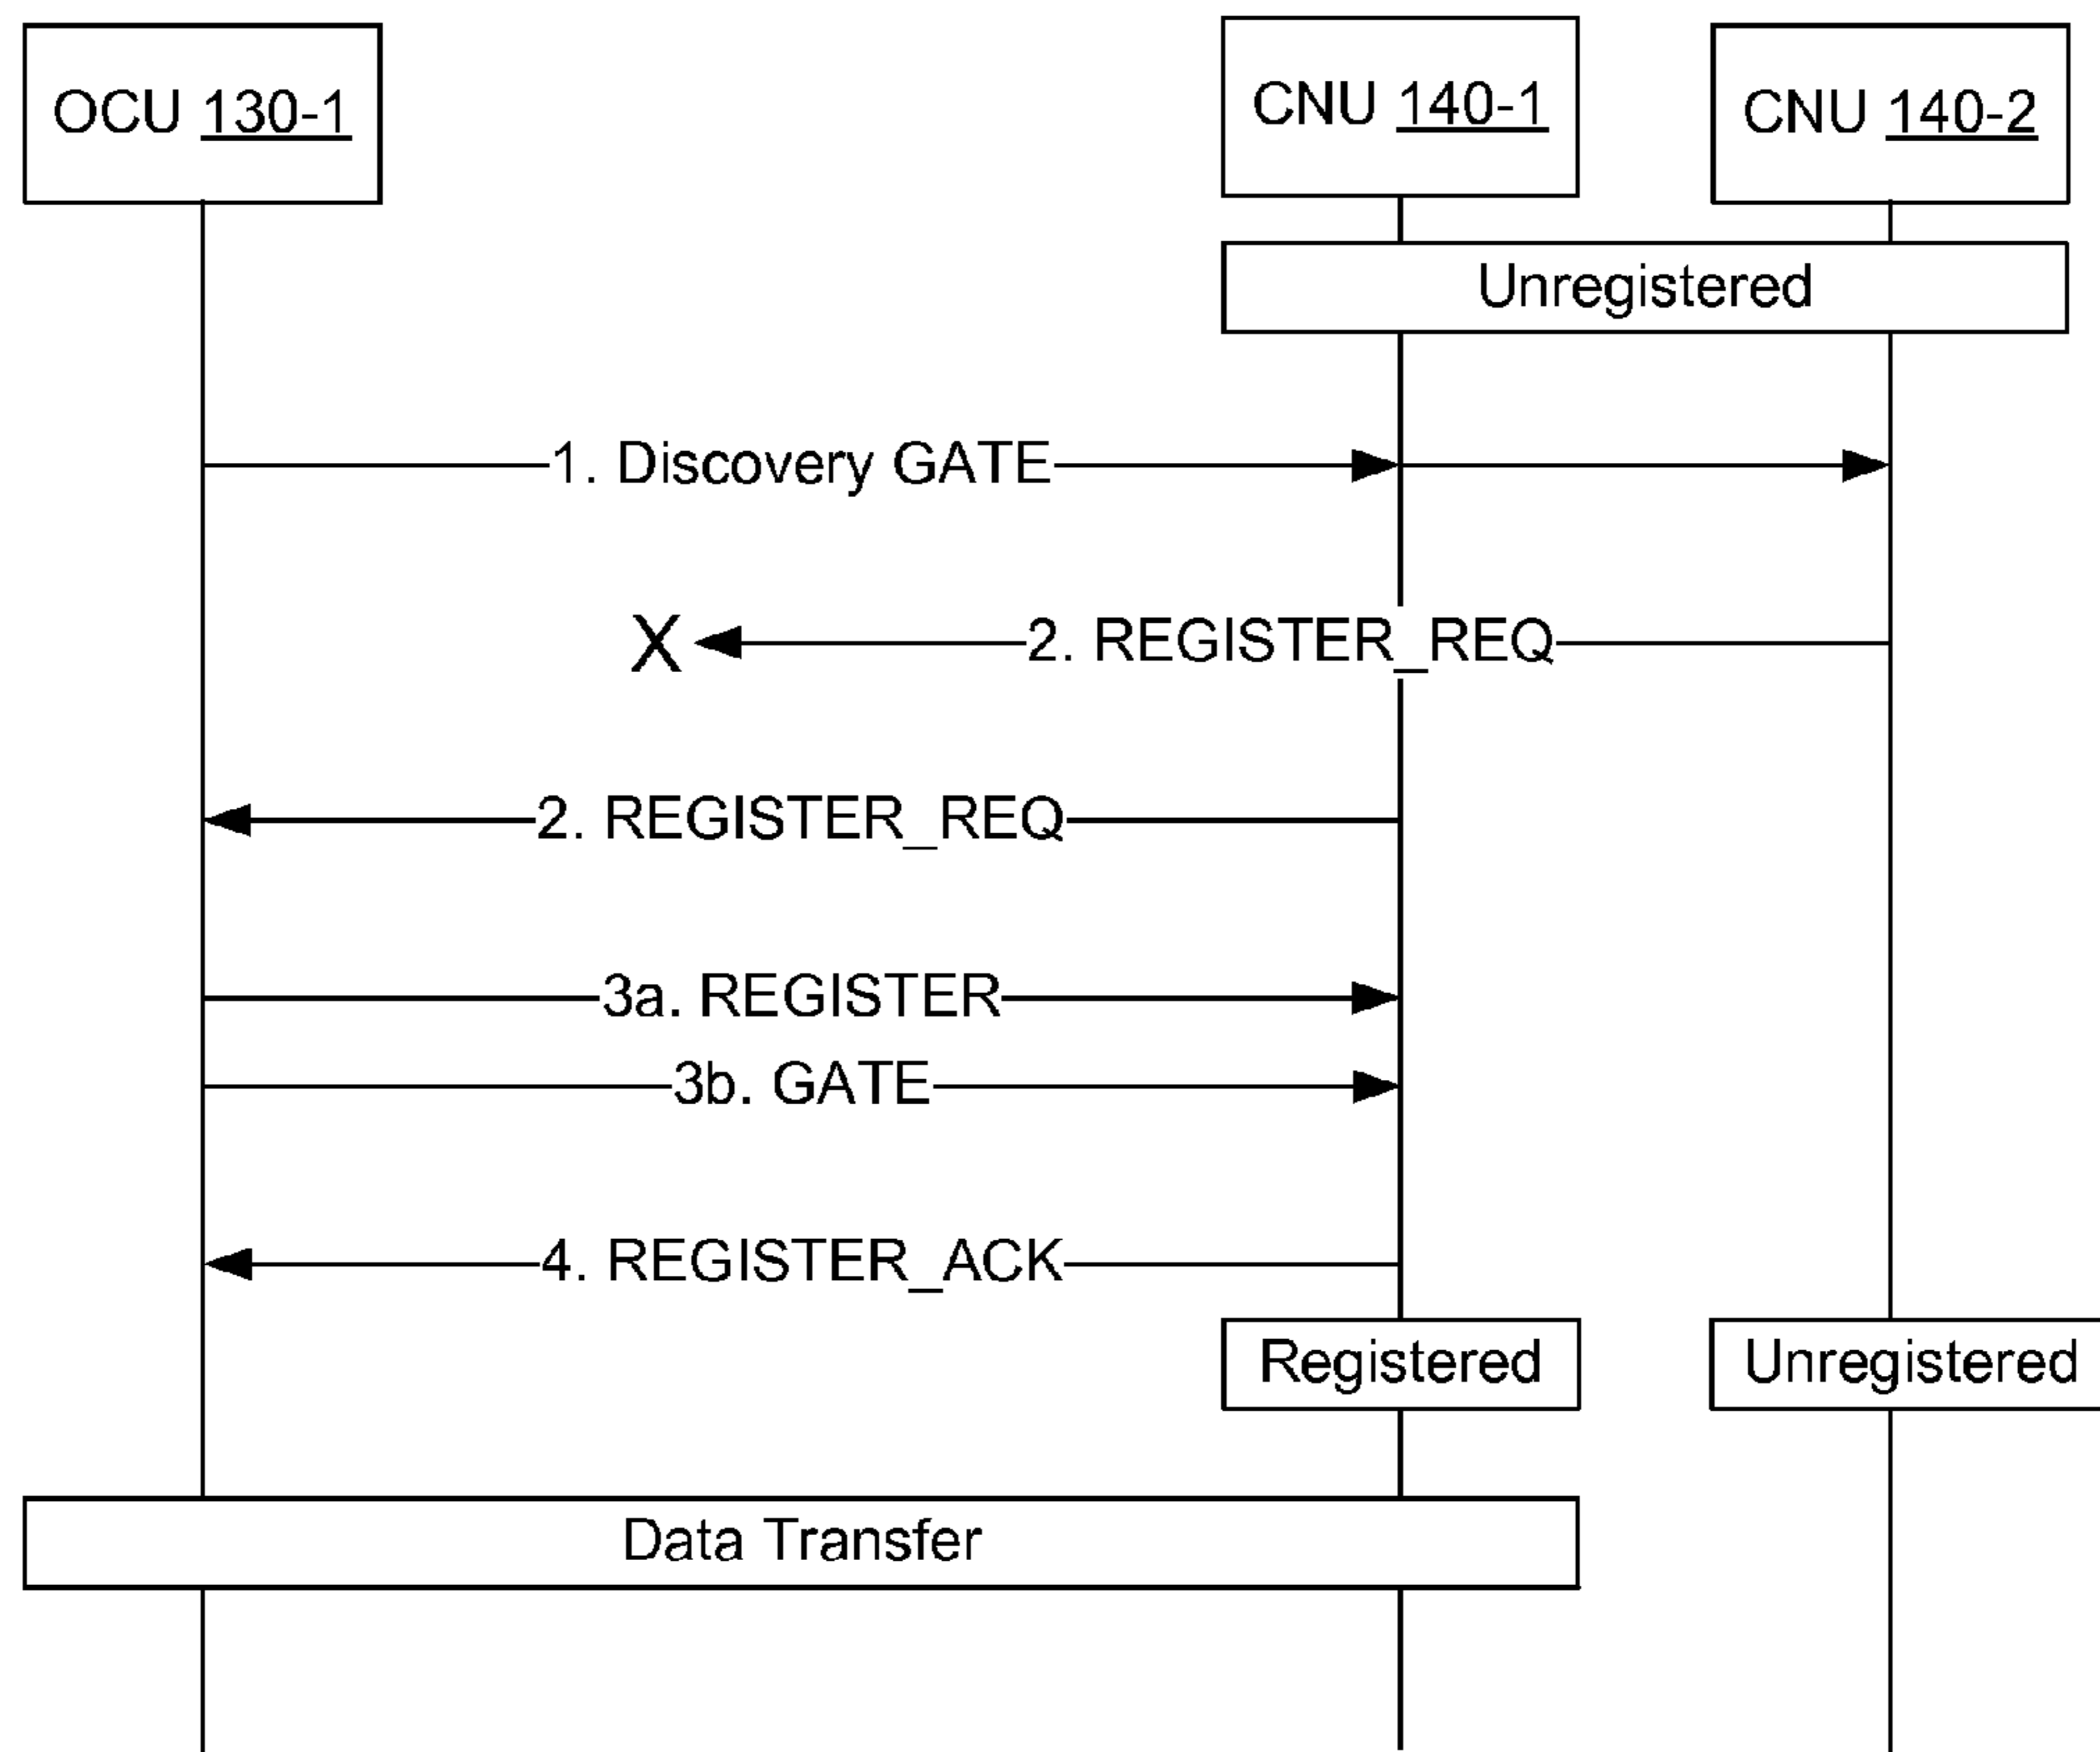 OCU 130-1
CNU 140-1
CNU 140-2
Unregistered
1. Discovery GATE
X
2. REGISTER_REQ
2. REGISTER_REQ
3a. REGISTER
3b. GATE
4. REGISTER_ACK
Registered
Unregistered
Data Transfer